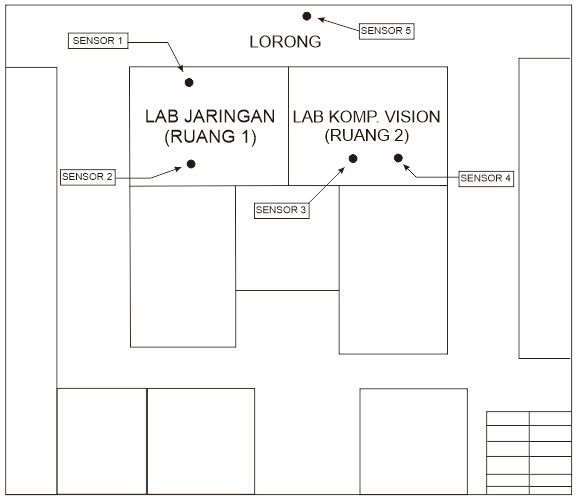 SENSOR 5
SENSOR 1
LORONG
LAB JARINGAN
(RUANG 1)
LAB KOMP. VISION
(RUANG 2)
SENSOR 2
SENSOR 4
SENSOR 3